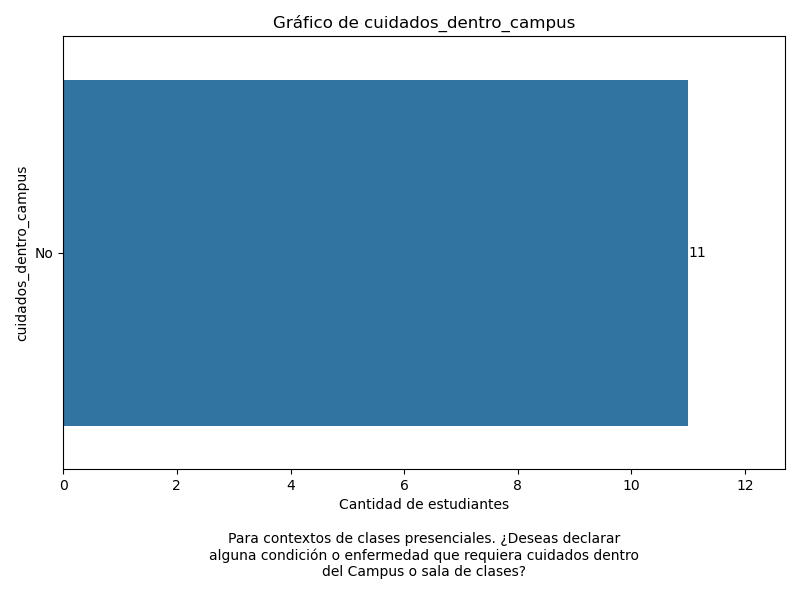 Gráfico de cuidados_dentro_campus
cuidados_dentro_campus
No
11
0 2 4 6 8 10 12
Cantidad de estudiantes
Para contextos de clases presenciales. ¿Deseas declarar
alguna condición o enfermedad que requiera cuidados dentro
del Campus o sala de clases?